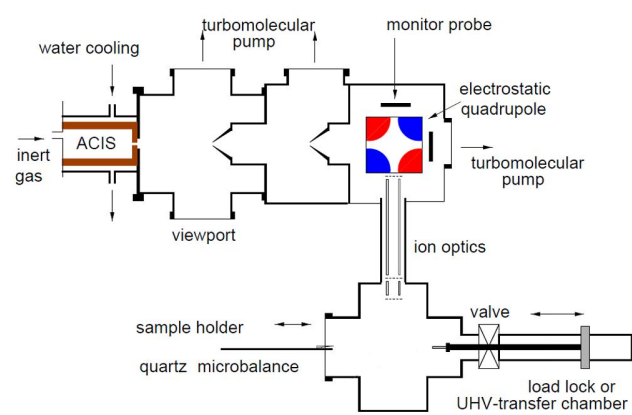 turbomolecular
pump
monitor probe
water cooling
electrostatic
quadrupole
ACIS
inert
gas
turbomolecular
pump
viewport
ion optics
valve
sample holder
quartz microbalance
load lock or
UHV-transfer chamber